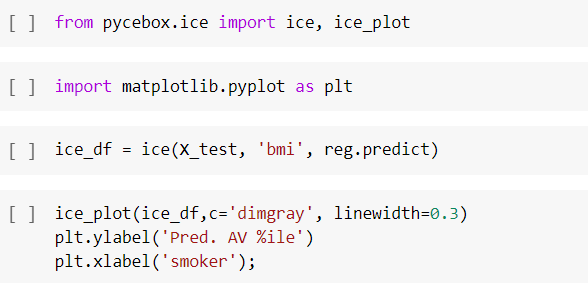 [ ] from pycebox.ice import ice, ice_plot
[ ] import matplotlib.pyplot as plt
[ ] ice_df = ice(X_test, 'bmi', reg.predict)
[ ] ice_plot(ice_df,c='dimgray', linewidth=0.3)
plt.ylabel('Pred. AV %ile')
plt.xlabel('smoker');